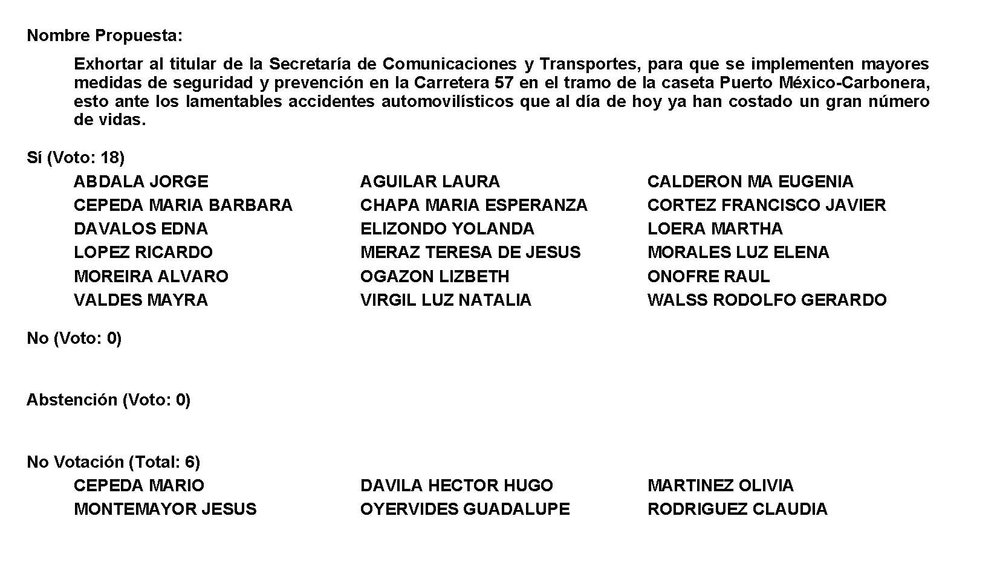 Nombre Propuesta:
Exhortar al titular de la Secretaría de Comunicaciones y Transportes, para que se implementen mayores
medidas de seguridad y prevención en la Carretera 57 en el tramo de la caseta Puerto México-Carbonera,
esto ante los lamentables accidentes automovilísticos que al día de hoy ya han costado un gran número
de vidas.
Sí (Voto: 18)
ABDALA JORGE AGUILAR LAURA CALDERON MA EUGENIA
CEPEDA MARIA BARBARA CHAPA MARIA ESPERANZA CORTEZ FRANCISCO JAVIER
DAVALOS EDNA ELIZONDO YOLANDA LOERA MARTHA
LOPEZ RICARDO MERAZ TERESA DE JESUS MORALES LUZ ELENA
MOREIRA ALVARO OGAZON LIZBETH ONOFRE RAUL
VALDES MAYRA VIRGIL LUZ NATALIA WALSS RODOLFO GERARDO
No (Voto: 0)
Abstención (Voto: 0)
No Votación (Total: 6)
CEPEDA MARIO DAVILA HECTOR HUGO MARTINEZ OLIVIA
MONTEMAYOR JESUS OYERVIDES GUADALUPE RODRIGUEZ CLAUDIA